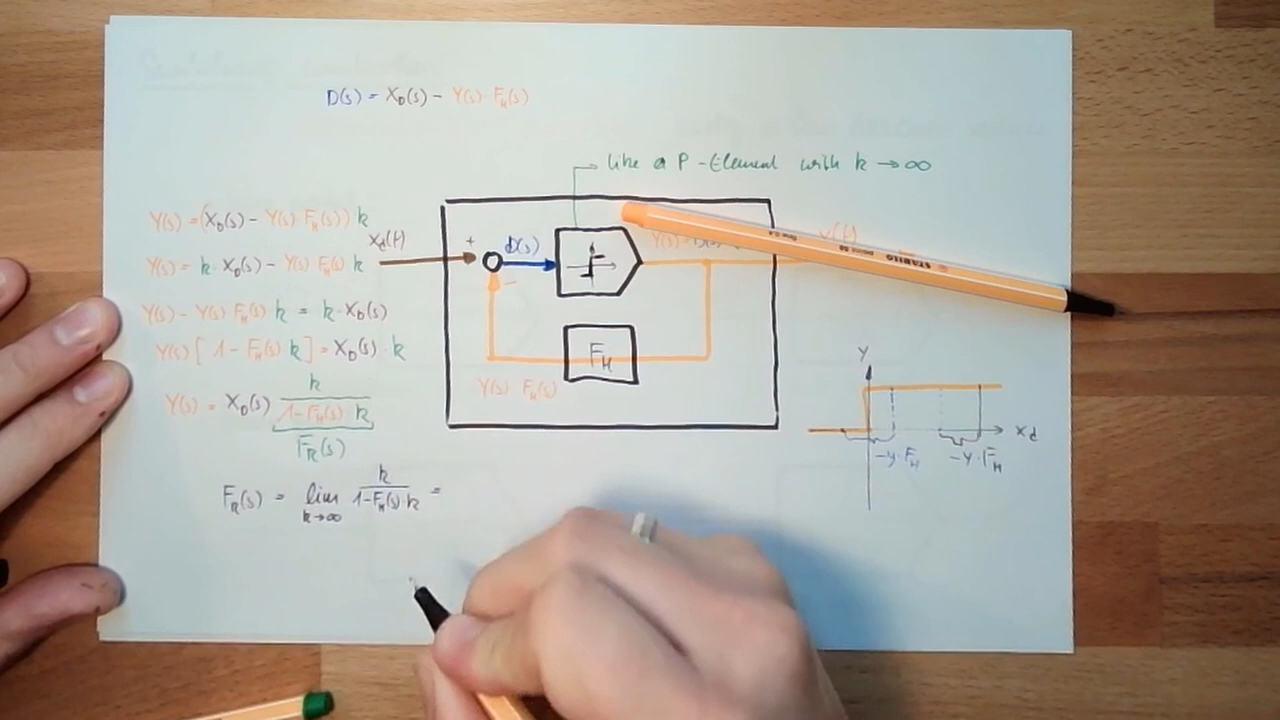 D(s) = X_D(s) - Y(s)·F_H(s)
like a P-Element with k → ∞
Y(s) = (X_D(s) - Y(s)·F_H(s)) k
Y(s) = k·X_D(s) - Y(s)·F_H(s)·k
Y(s) - Y(s) F_H(s) k = k·X_D(s)
Y(s) [ 1 - F_H(s) k ] = X_D(s)·k
Y(s) = X_D(s) k / (1-F_H(s)·k)
F_R(s)
F_R(s) = lim k→∞ k / (1-F_H(s)·k) =
x_d(t)
+
d(s)
y(t)
STABILO
-
F_H
Y(s)·F_H(s)
y
x_d
-y·F_H
-y·F_H